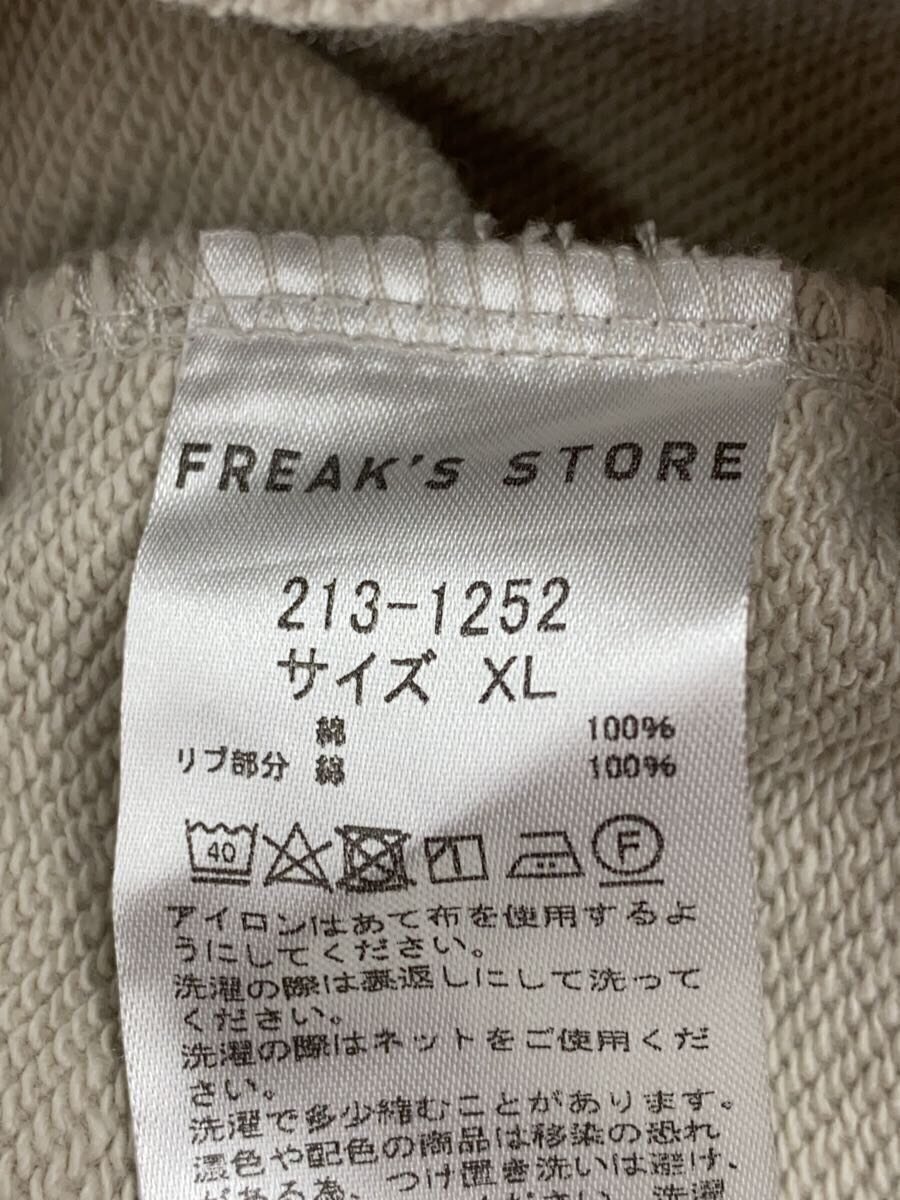 FREAK'S STORE
213-1252
サイズ XL
綿 100%
リブ部分 綿 100%
40 F
アイロンはあて布を使用するよ
うにしてください。
洗濯の際は裏返しにして洗って
ください。
洗濯の際はネットをご使用くだ
さい。
洗濯で多少縮むことがあります。
濃色や配色の商品は移染の恐れ
がある為、つけ置き洗いは避け、
ください。洗濯